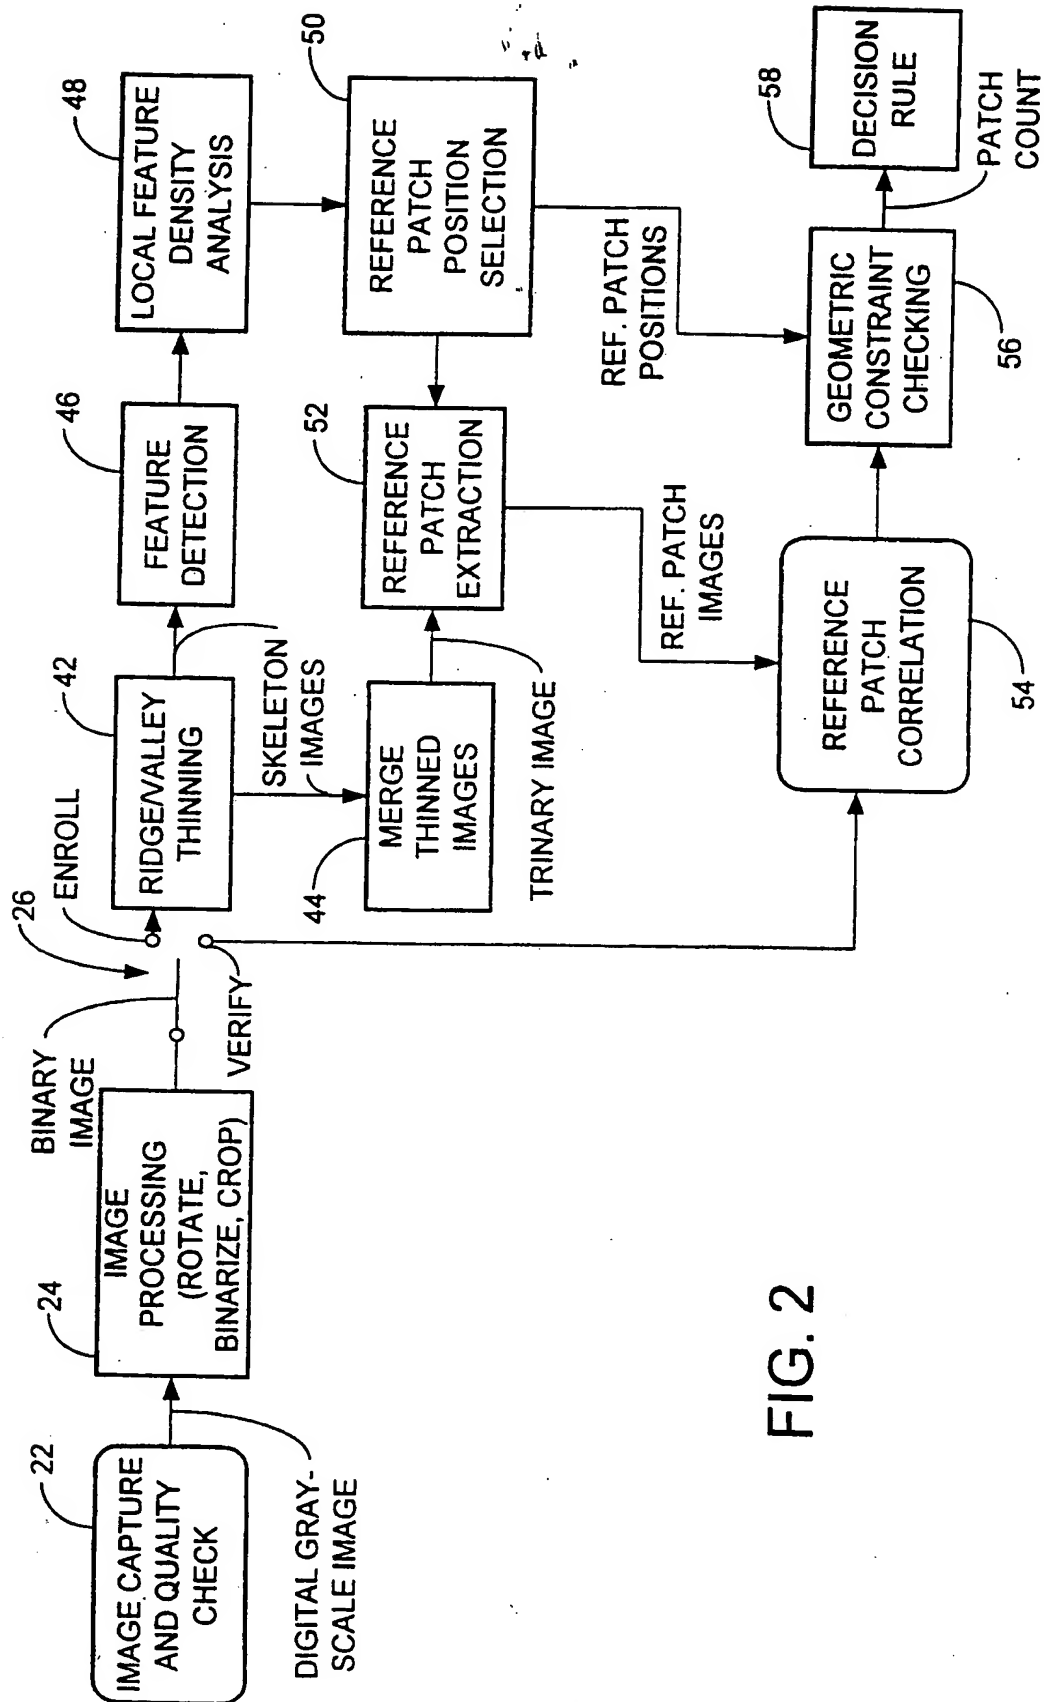 22
IMAGE CAPTURE
AND QUALITY
CHECK
DIGITAL GRAY-
SCALE IMAGE
24
IMAGE
PROCESSING
(ROTATE,
BINARIZE, CROP)
BINARY
IMAGE
26
ENROLL
VERIFY
42
RIDGE/VALLEY
THINNING
SKELETON
IMAGES
44
MERGE
THINNED
IMAGES
TRINARY IMAGE
46
FEATURE
DETECTION
48
LOCAL FEATURE
DENSITY
ANALYSIS
50
REFERENCE
PATCH
POSITION
SELECTION
52
REFERENCE
PATCH
EXTRACTION
REF. PATCH
POSITIONS
REF. PATCH
IMAGES
REFERENCE
PATCH
CORRELATION
54
GEOMETRIC
CONSTRAINT
CHECKING
56
58
DECISION
RULE
PATCH
COUNT
FIG. 2